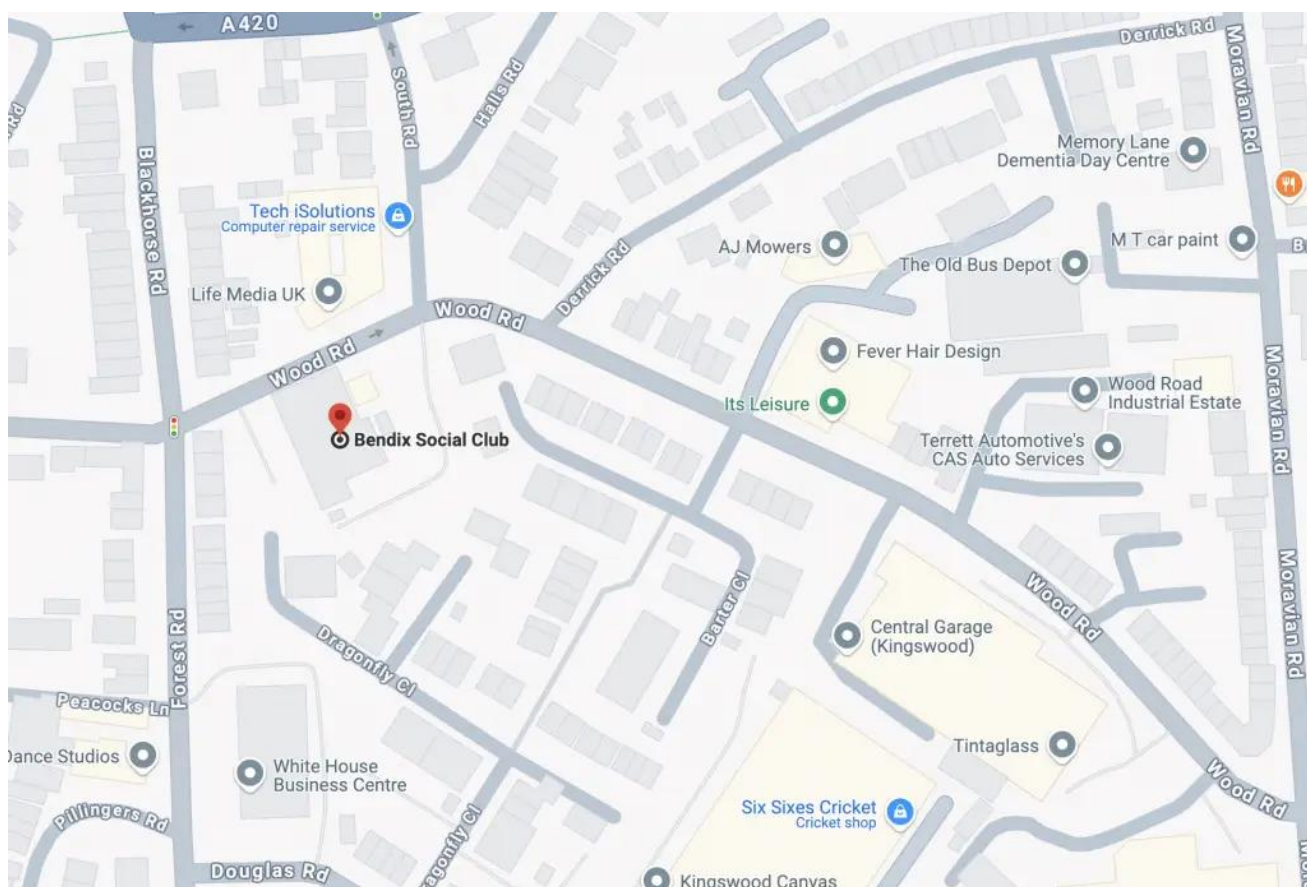 A420
Derrick Rd
Moravian Rd
Halls Rd
South Rd
Rd
Blackhorse Rd
Memory Lane
Dementia Day Centre
Tech iSolutions
Computer repair service
AJ Mowers
M T car paint
B
The Old Bus Depot
Derrick Rd
Life Media UK
Wood Rd
Wood Rd
Fever Hair Design
Moravian Rd
Wood Road
Industrial Estate
Its Leisure
Bendix Social Club
Terrett Automotive's
CAS Auto Services
Moravian Rd
Wood Rd
Barter Cl
Central Garage
(Kingswood)
Forest Rd
Dragonfly Cl
Peacocks Ln
Dance Studios
Tintaglass
White House
Business Centre
Wood Rd
Six Sixes Cricket
Cricket shop
Pillingers Rd
Dragonfly Cl
Douglas Rd
Kingswood Canvas